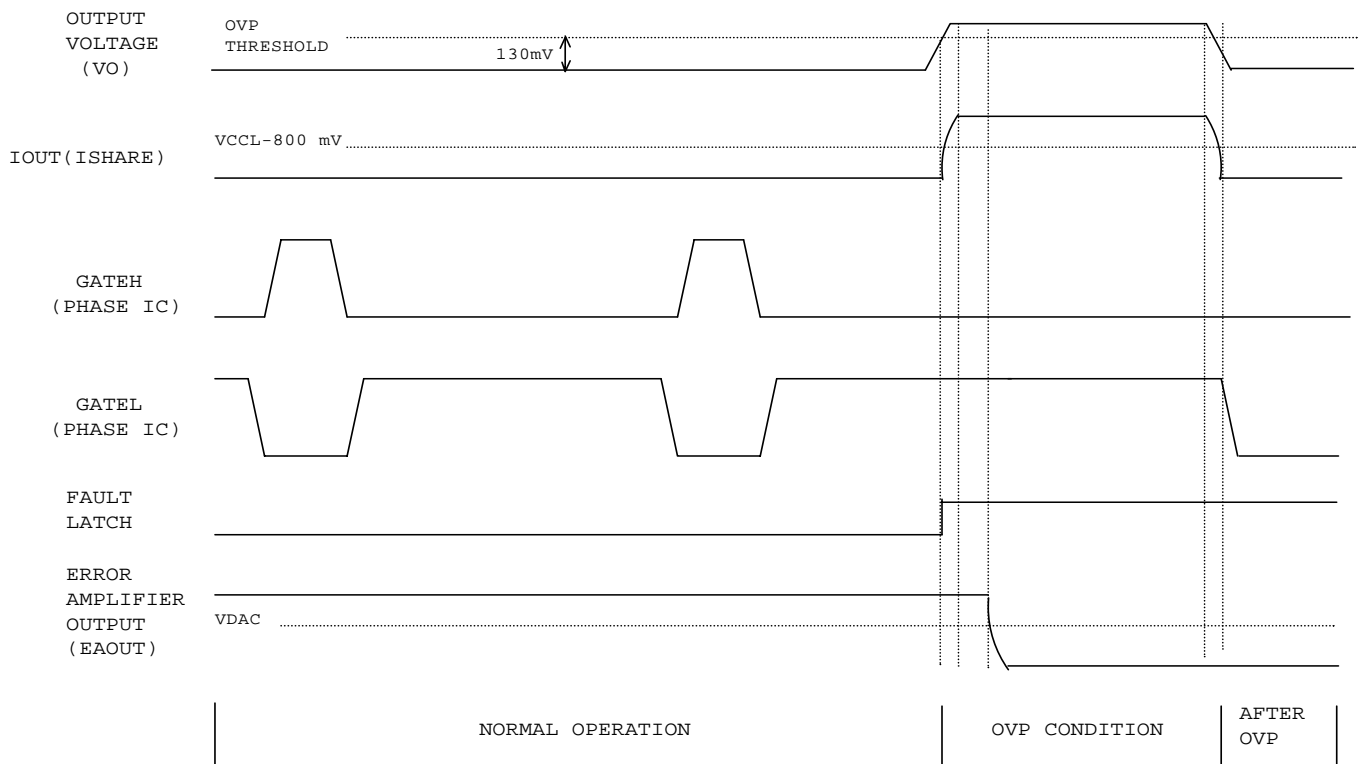 OUTPUT
VOLTAGE
(VO)
OVP
THRESHOLD
130mV
IOUT(ISHARE)
VCCL-800 mV
GATEH
(PHASE IC)
GATEL
(PHASE IC)
FAULT
LATCH
ERROR
AMPLIFIER
OUTPUT
(EAOUT)
VDAC
NORMAL OPERATION
OVP CONDITION
AFTER
OVP